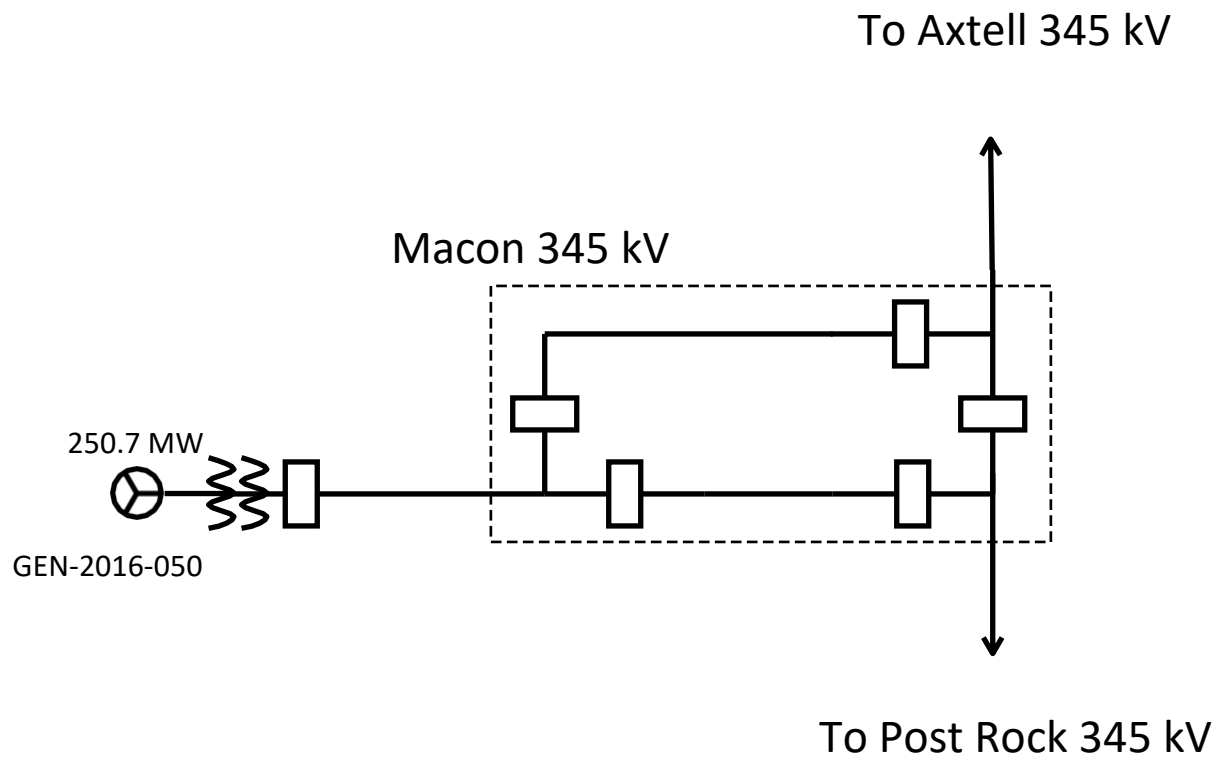 To Axtell 345 kV
Macon 345 kV
250.7 MW
GEN-2016-050
To Post Rock 345 kV